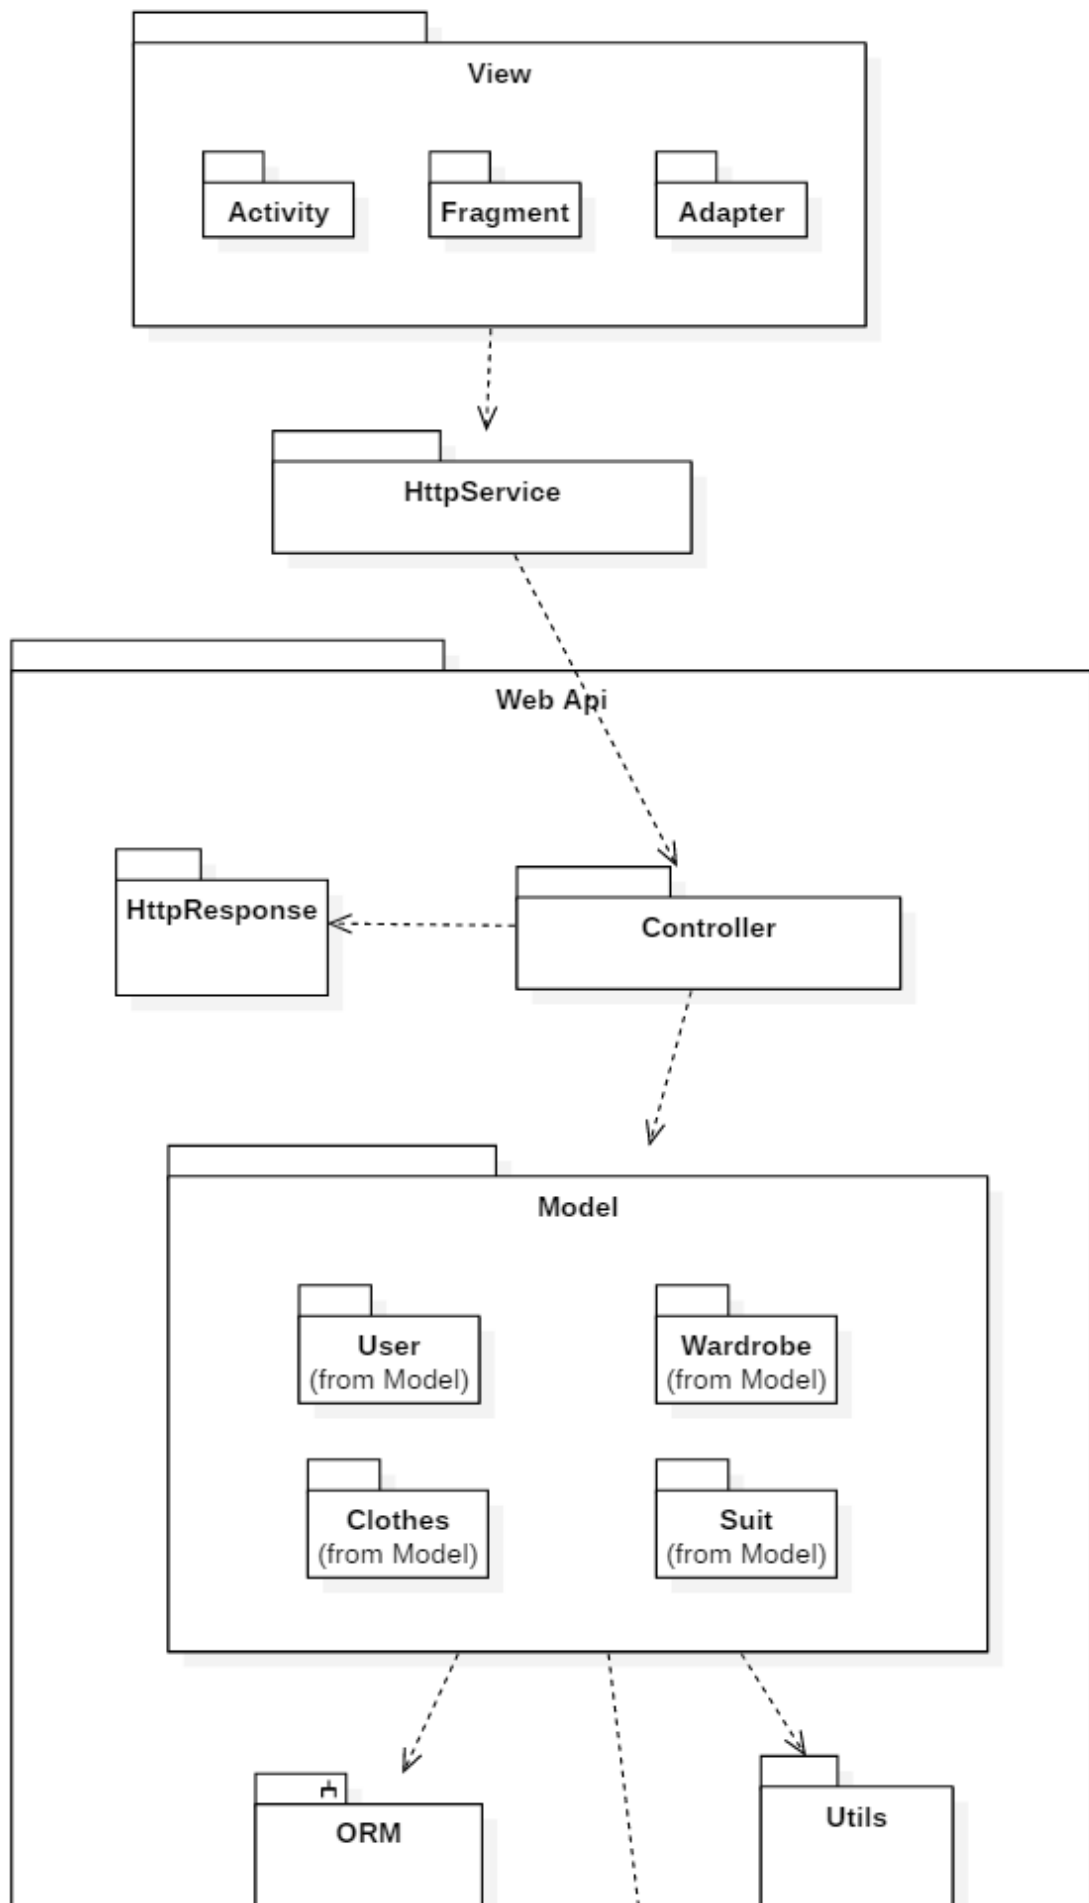 View
Activity
Fragment
Adapter
HttpService
Web Api
HttpResponse
Controller
Model
User
(from Model)
Wardrobe
(from Model)
Clothes
(from Model)
Suit
(from Model)
ORM
Utils